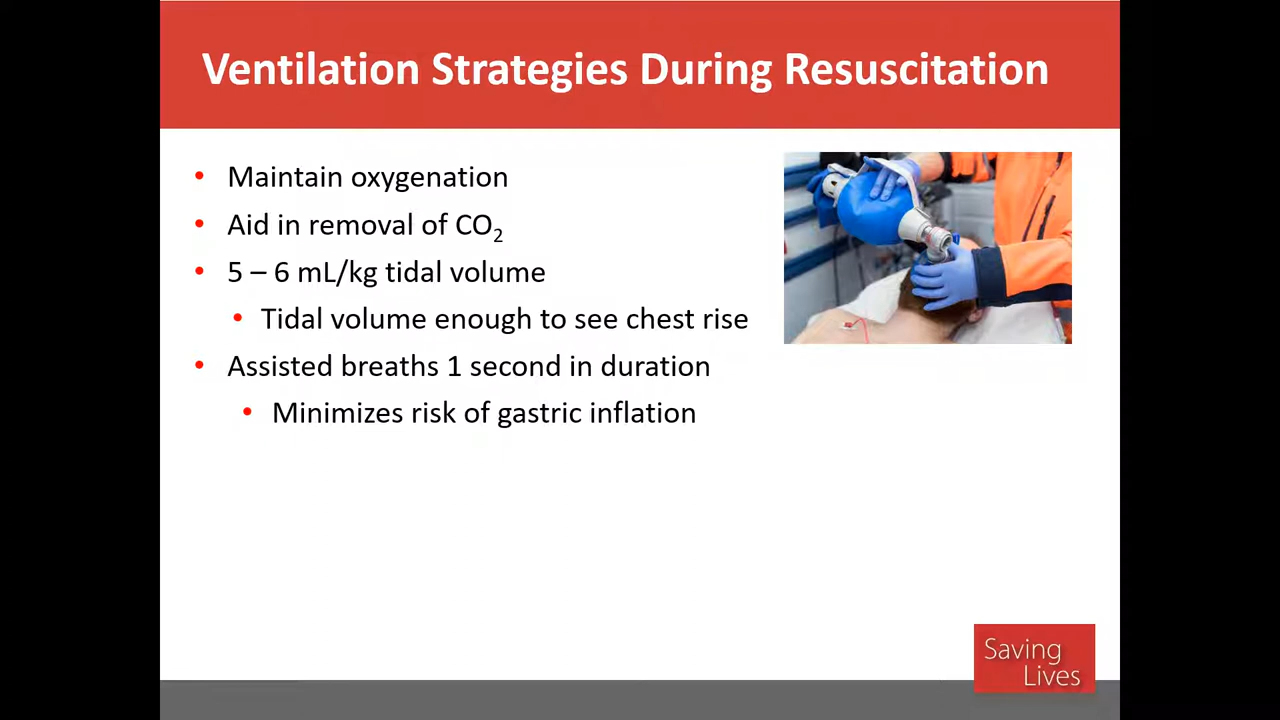 Ventilation Strategies During Resuscitation
• Maintain oxygenation
• Aid in removal of CO₂
• 5 – 6 mL/kg tidal volume
• Tidal volume enough to see chest rise
• Assisted breaths 1 second in duration
• Minimizes risk of gastric inflation
Saving
Lives